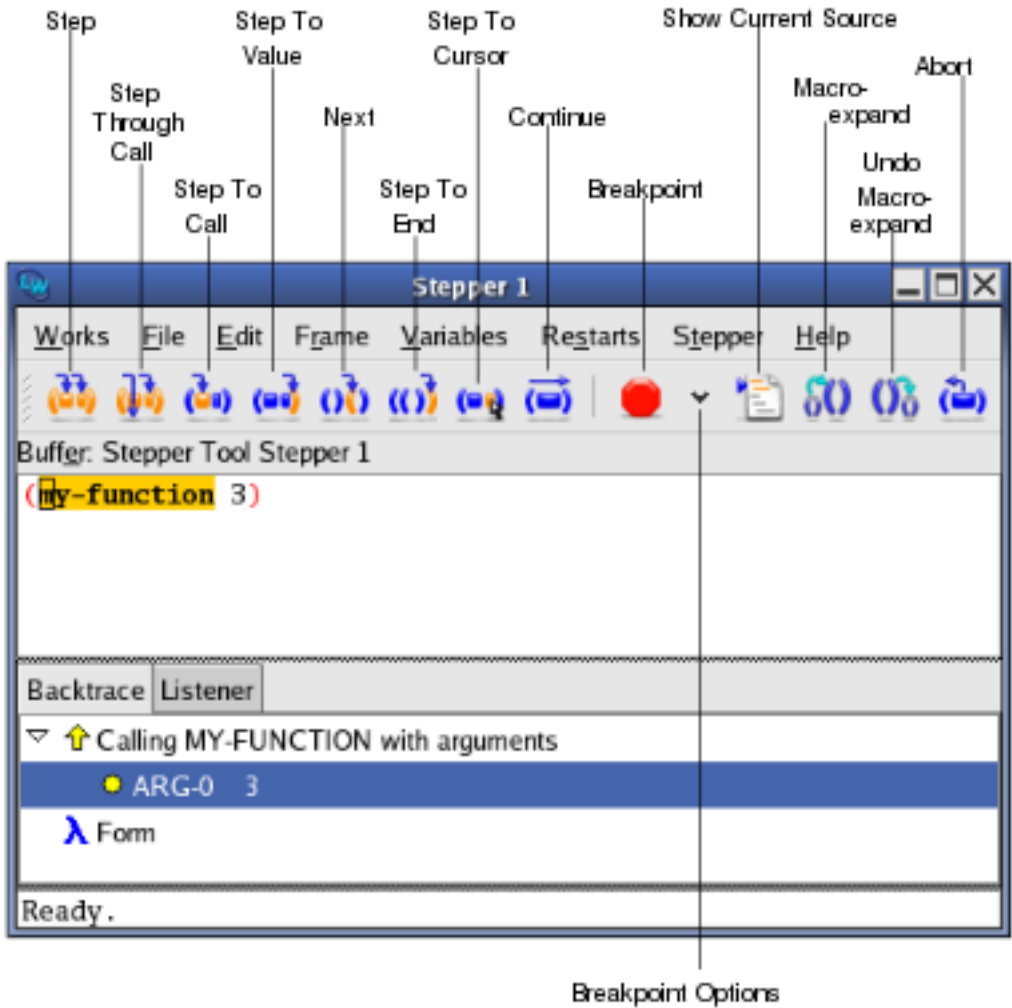 Step
Step To
Value
Step To
Cursor
Show Current Source
Step
Through
Call
Next
Continue
Macro-
expand
Abort
Step To
Call
Step To
End
Breakpoint
Undo
Macro-
expand
LW
Stepper 1
Works File Edit Frame Variables Restarts Stepper Help
Buffer: Stepper Tool Stepper 1
(my-function 3)
Backtrace Listener
Calling MY-FUNCTION with arguments
ARG-0 3
λ Form
Ready.
Breakpoint Options